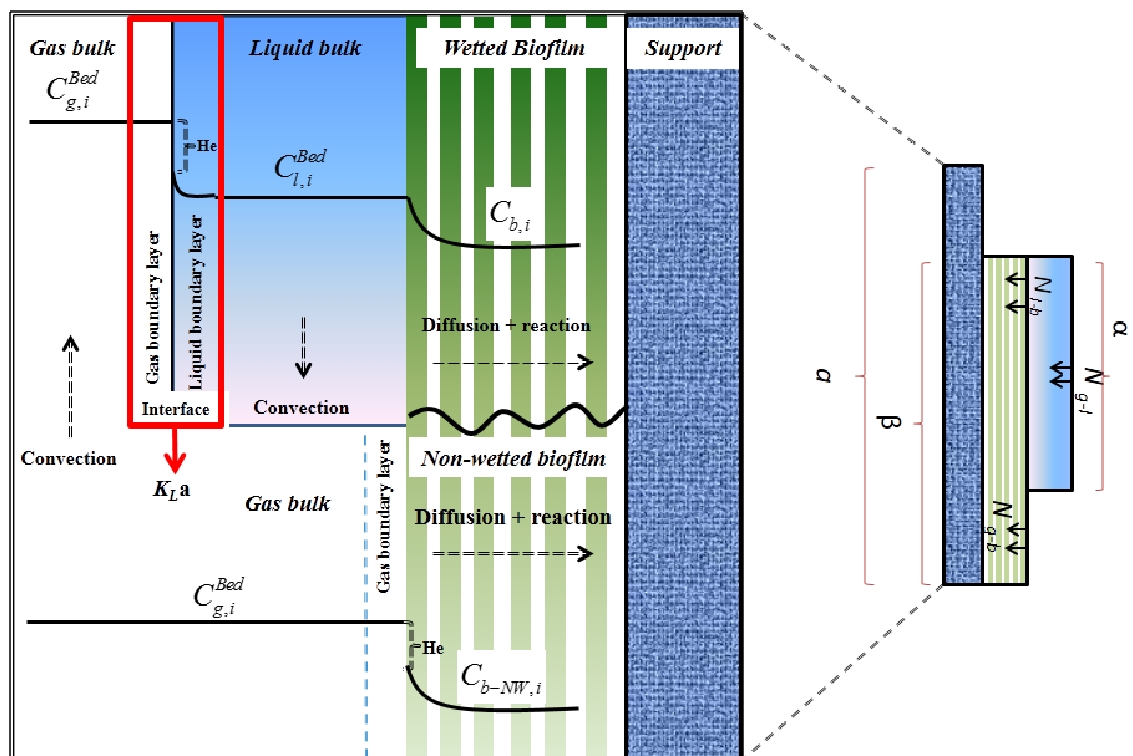 Gas bulk
Liquid bulk
Wetted Biofilm
Support
C_{g,i}^{Bed}
He
C_{l,i}^{Bed}
C_{b,i}
Gas boundary layer
Liquid boundary layer
Diffusion + reaction
Interface
Convection
Convection
K_La
Non-wetted biofilm
Gas bulk
Gas boundary layer
Diffusion + reaction
C_{g,i}^{Bed}
He
C_{b-NW,i}
N_{l-b}
N_{g-l}
α
a
β
N_{g-b}